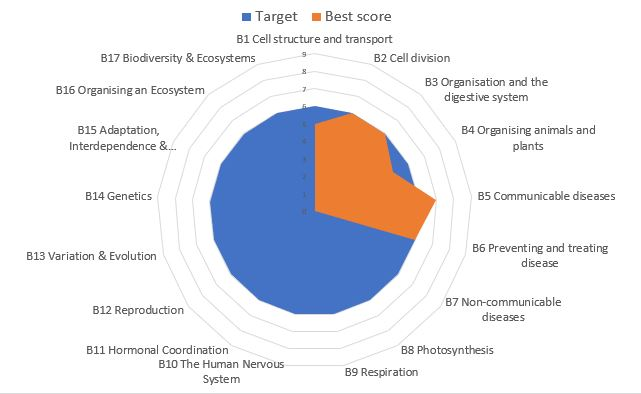 Target Best score
B1 Cell structure and transport
B2 Cell division
B3 Organisation and the
digestive system
B4 Organising animals and
plants
B5 Communicable diseases
B6 Preventing and treating
disease
B7 Non-communicable
diseases
B8 Photosynthesis
B9 Respiration
B10 The Human Nervous
System
B11 Hormonal Coordination
B12 Reproduction
B13 Variation & Evolution
B14 Genetics
B15 Adaptation,
Interdependence &...
B16 Organising an Ecosystem
B17 Biodiversity & Ecosystems
9
8
7
6
5
4
3
2
1
0